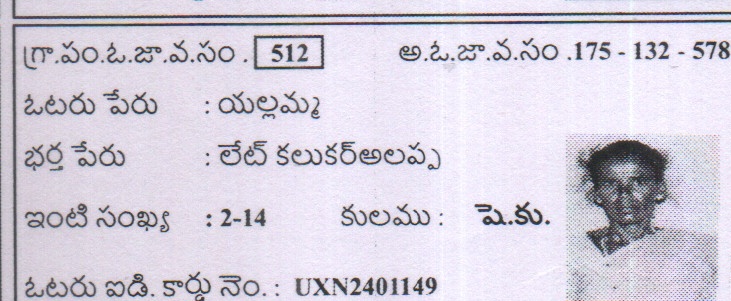 గ్రా.పం.ఓ.జా.వ.సం . 512 అ.ఓ.జా.వ.సం .175 - 132 - 578
ఓటరు పేరు : యల్లమ్మ
భర్త పేరు : లేట్ కలుకర్అలప్ప
ఇంటి సంఖ్య : 2-14 కులము : షె.కు.
ఓటరు ఐడి. కార్డు నెం. : UXN2401149